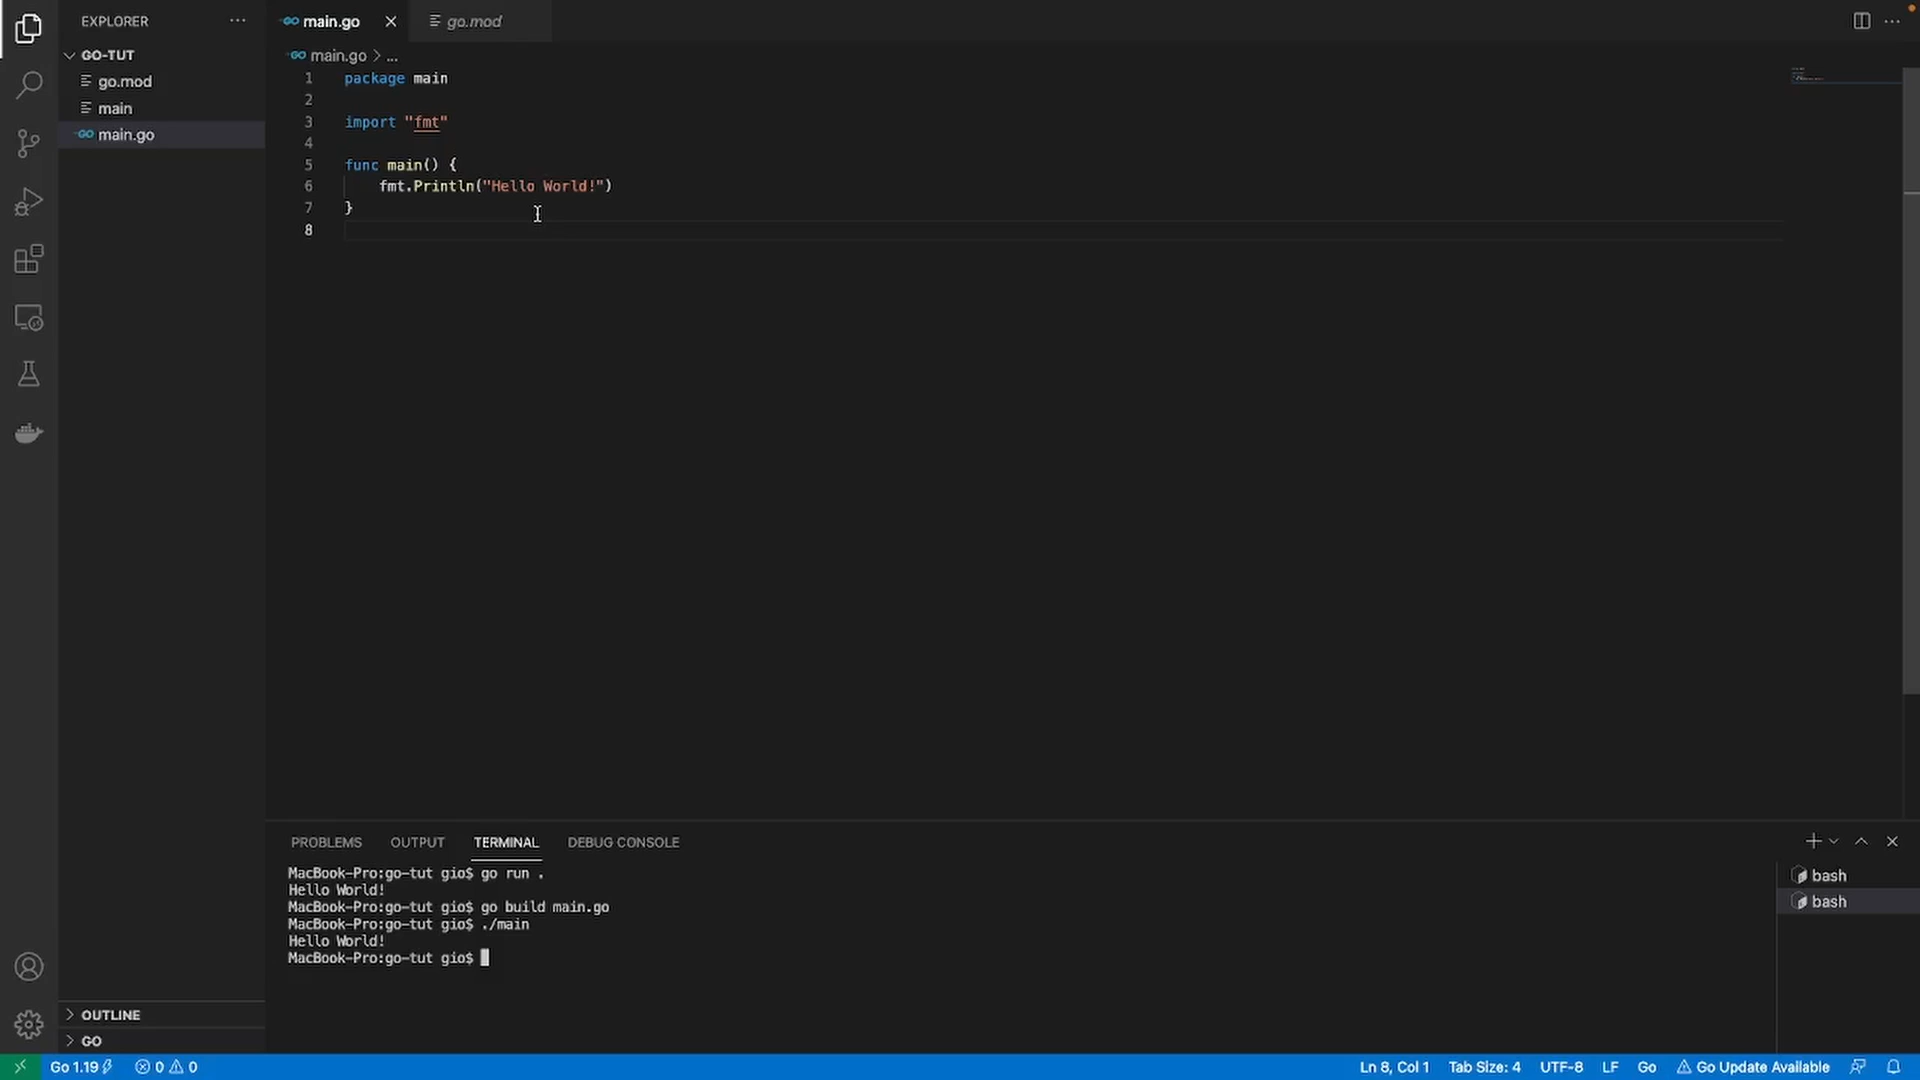 EXPLORER
GO-TUT
go.mod
main
GO main.go
OUTLINE
GO
GO main.go
go.mod
GO main.go > ...
1 package main
2
3 import "fmt"
4
5 func main() {
6 fmt.Println("Hello World!")
7 }
8
PROBLEMS OUTPUT TERMINAL DEBUG CONSOLE
MacBook-Pro:go-tut gio$ go run .
Hello World!
MacBook-Pro:go-tut gio$ go build main.go
MacBook-Pro:go-tut gio$ ./main
Hello World!
MacBook-Pro:go-tut gio$
bash
bash
Go 1.19 0 0 Ln 8, Col 1 Tab Size: 4 UTF-8 LF Go Go Update Available